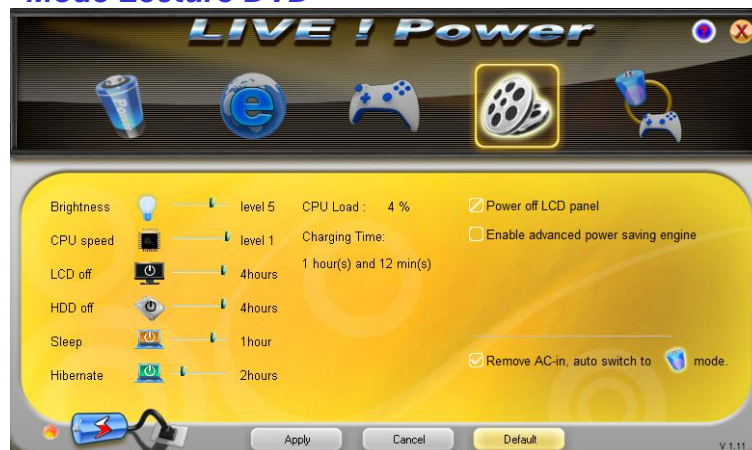 Mode Lecture DVD
LIVE ! Power
Brightness level 5 CPU Load : 4 % Power off LCD panel
CPU speed level 1 Charging Time: Enable advanced power saving engine
LCD off 4hours 1 hour(s) and 12 min(s)
HDD off 4hours
Sleep 1hour
Hibernate 2hours Remove AC-in, auto switch to mode.
Apply Cancel Default
V 1.11